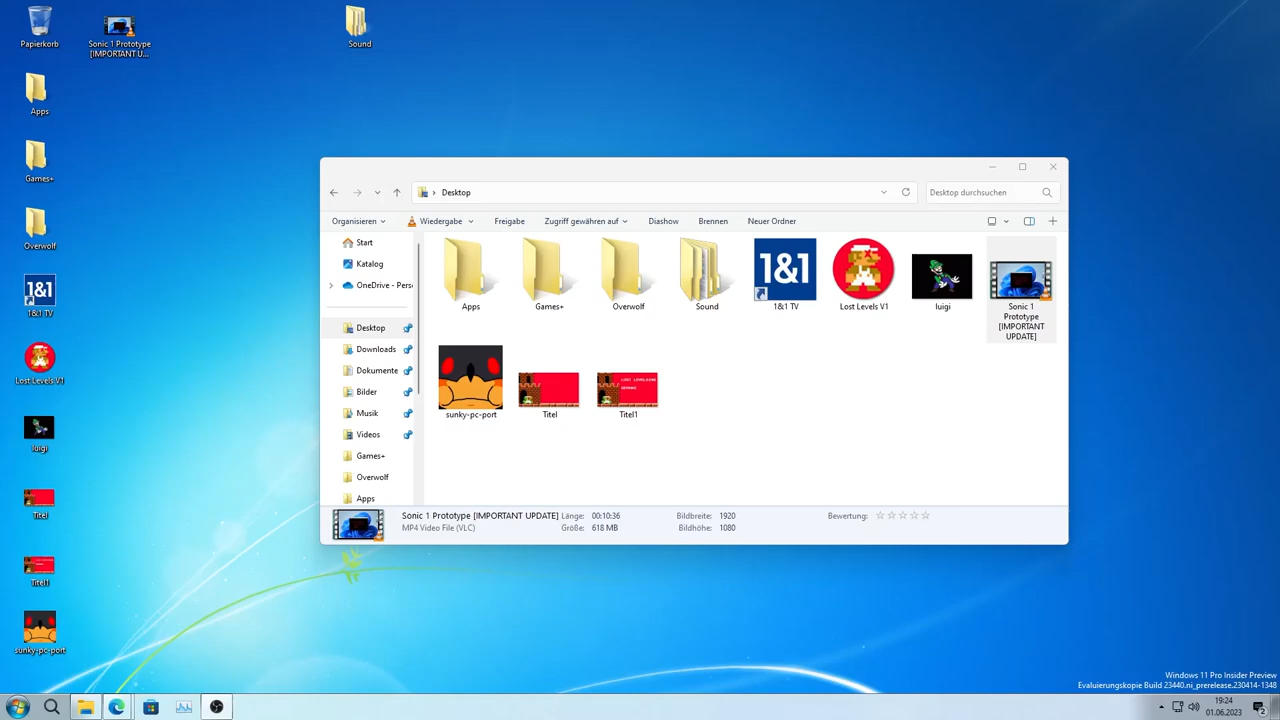 Papierkorb
Sonic 1 Prototype
[IMPORTANT U...
Sound
Apps
Games+
Overwolf
1&1
1&1 TV
Lost Levels V1
luigi
Titel
Titel1
sunky-pc-port
Desktop
Desktop durchsuchen
Organisieren
Wiedergabe
Freigabe
Zugriff gewähren auf
Diashow
Brennen
Neuer Ordner
Start
Katalog
OneDrive - Perso
Desktop
Downloads
Dokumente
Bilder
Musik
Videos
Games+
Overwolf
Apps
Apps
Games+
Overwolf
Sound
1&1
1&1 TV
Lost Levels V1
luigi
Sonic 1
Prototype
[IMPORTANT
UPDATE]
sunky-pc-port
Titel
Titel1
Sonic 1 Prototype [IMPORTANT UPDATE]
MP4 Video File (VLC)
Länge: 00:10:36
Größe: 618 MB
Bildbreite: 1920
Bildhöhe: 1080
Bewertung:
Windows 11 Pro Insider Preview
Evaluierungskopie Build 23440.ni_prerelease.230414-1348
19:24
01.06.2023
2